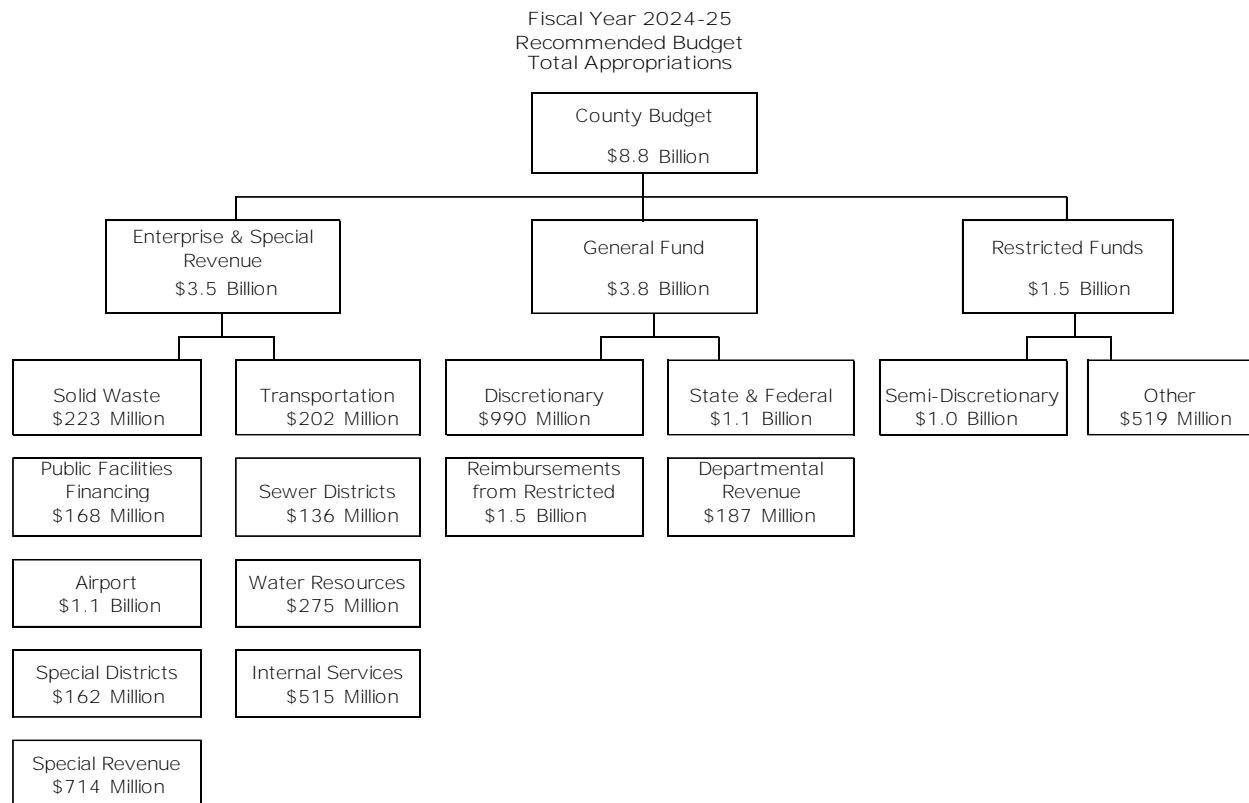 Fiscal Year 2024-25
Recommended Budget
Total Appropriations
County Budget
$8.8 Billion
Enterprise & Special
Revenue
$3.5 Billion
General Fund
$3.8 Billion
Restricted Funds
$1.5 Billion
Solid Waste
$223 Million
Transportation
$202 Million
Discretionary
$990 Million
State & Federal
$1.1 Billion
Semi-Discretionary
$1.0 Billion
Other
$519 Million
Public Facilities
Financing
$168 Million
Sewer Districts
$136 Million
Reimbursements
from Restricted
$1.5 Billion
Departmental
Revenue
$187 Million
Airport
$1.1 Billion
Water Resources
$275 Million
Special Districts
$162 Million
Internal Services
$515 Million
Special Revenue
$714 Million